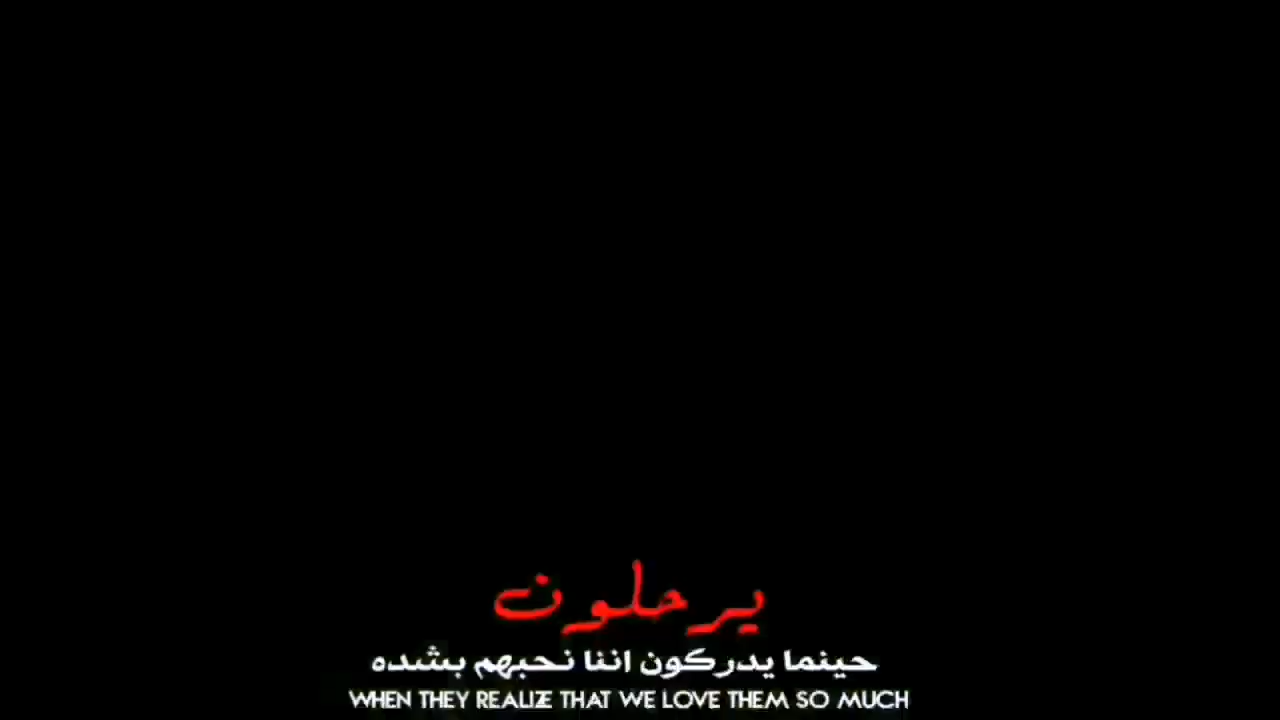 يرحلون
حينما يدركون اننا نحبهم بشده
WHEN THEY REALIZE THAT WE LOVE THEM SO MUCH